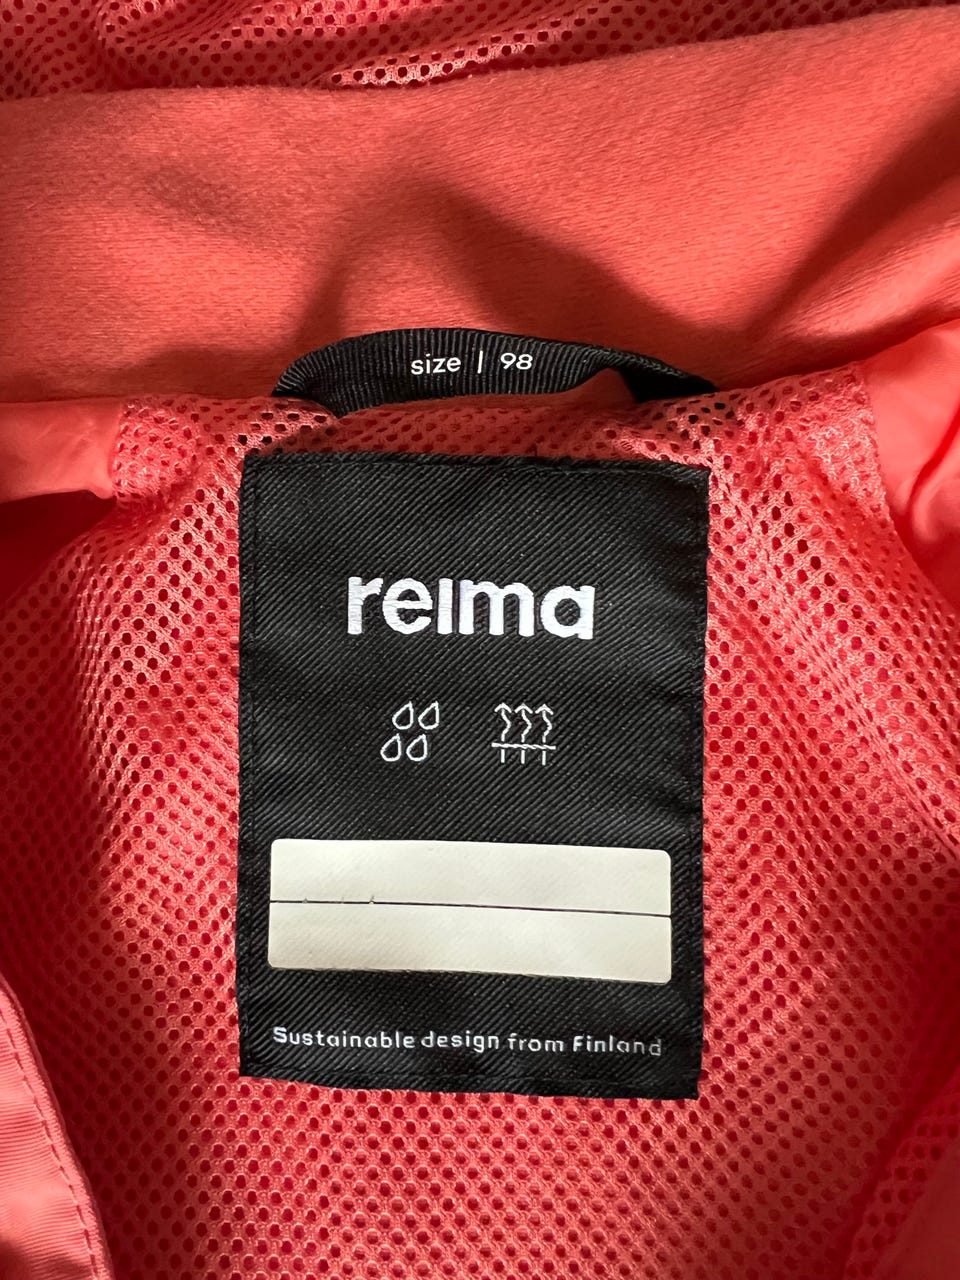 size | 98
reima
Sustainable design from Finland